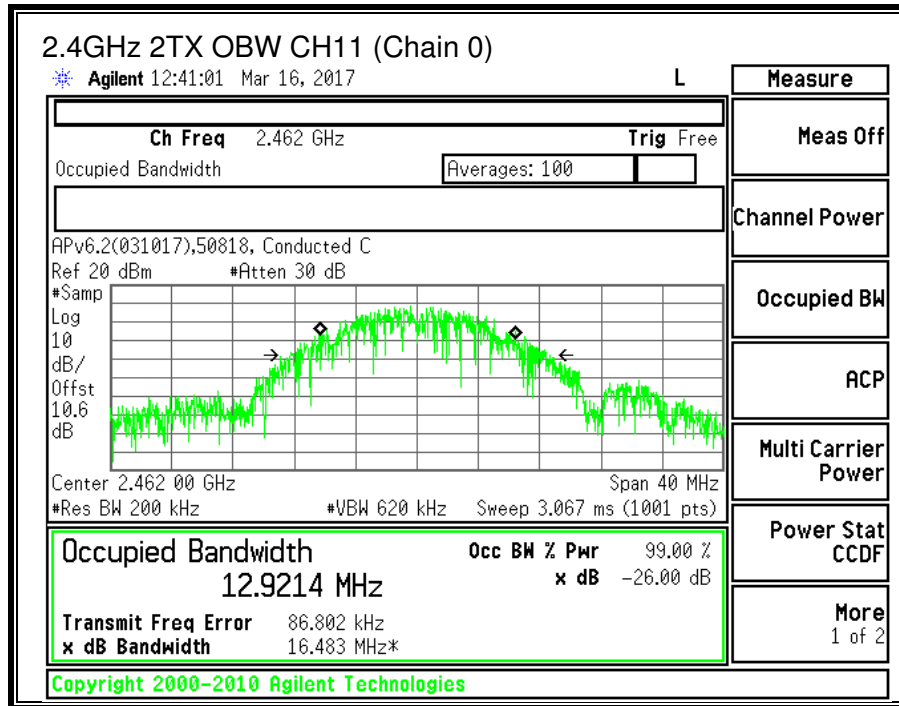 2.4GHz 2TX OBW CH11 (Chain 0)
Agilent 12:41:01 Mar 16, 2017 L
Ch Freq 2.462 GHz Trig Free
Occupied Bandwidth Averages: 100
APv6.2(031017),50818, Conducted C
Ref 20 dBm #Atten 30 dB
#Samp
Log
10
dB/
Offst
10.6
dB
Center 2.462 00 GHz Span 40 MHz
#Res BW 200 kHz #VBW 620 kHz Sweep 3.067 ms (1001 pts)
Occupied Bandwidth Occ BW % Pwr 99.00 %
12.9214 MHz x dB -26.00 dB
Transmit Freq Error 86.802 kHz
x dB Bandwidth 16.483 MHz*
Copyright 2000-2010 Agilent Technologies
Measure
Meas Off
Channel Power
Occupied BW
ACP
Multi Carrier
Power
Power Stat
CCDF
More
1 of 2